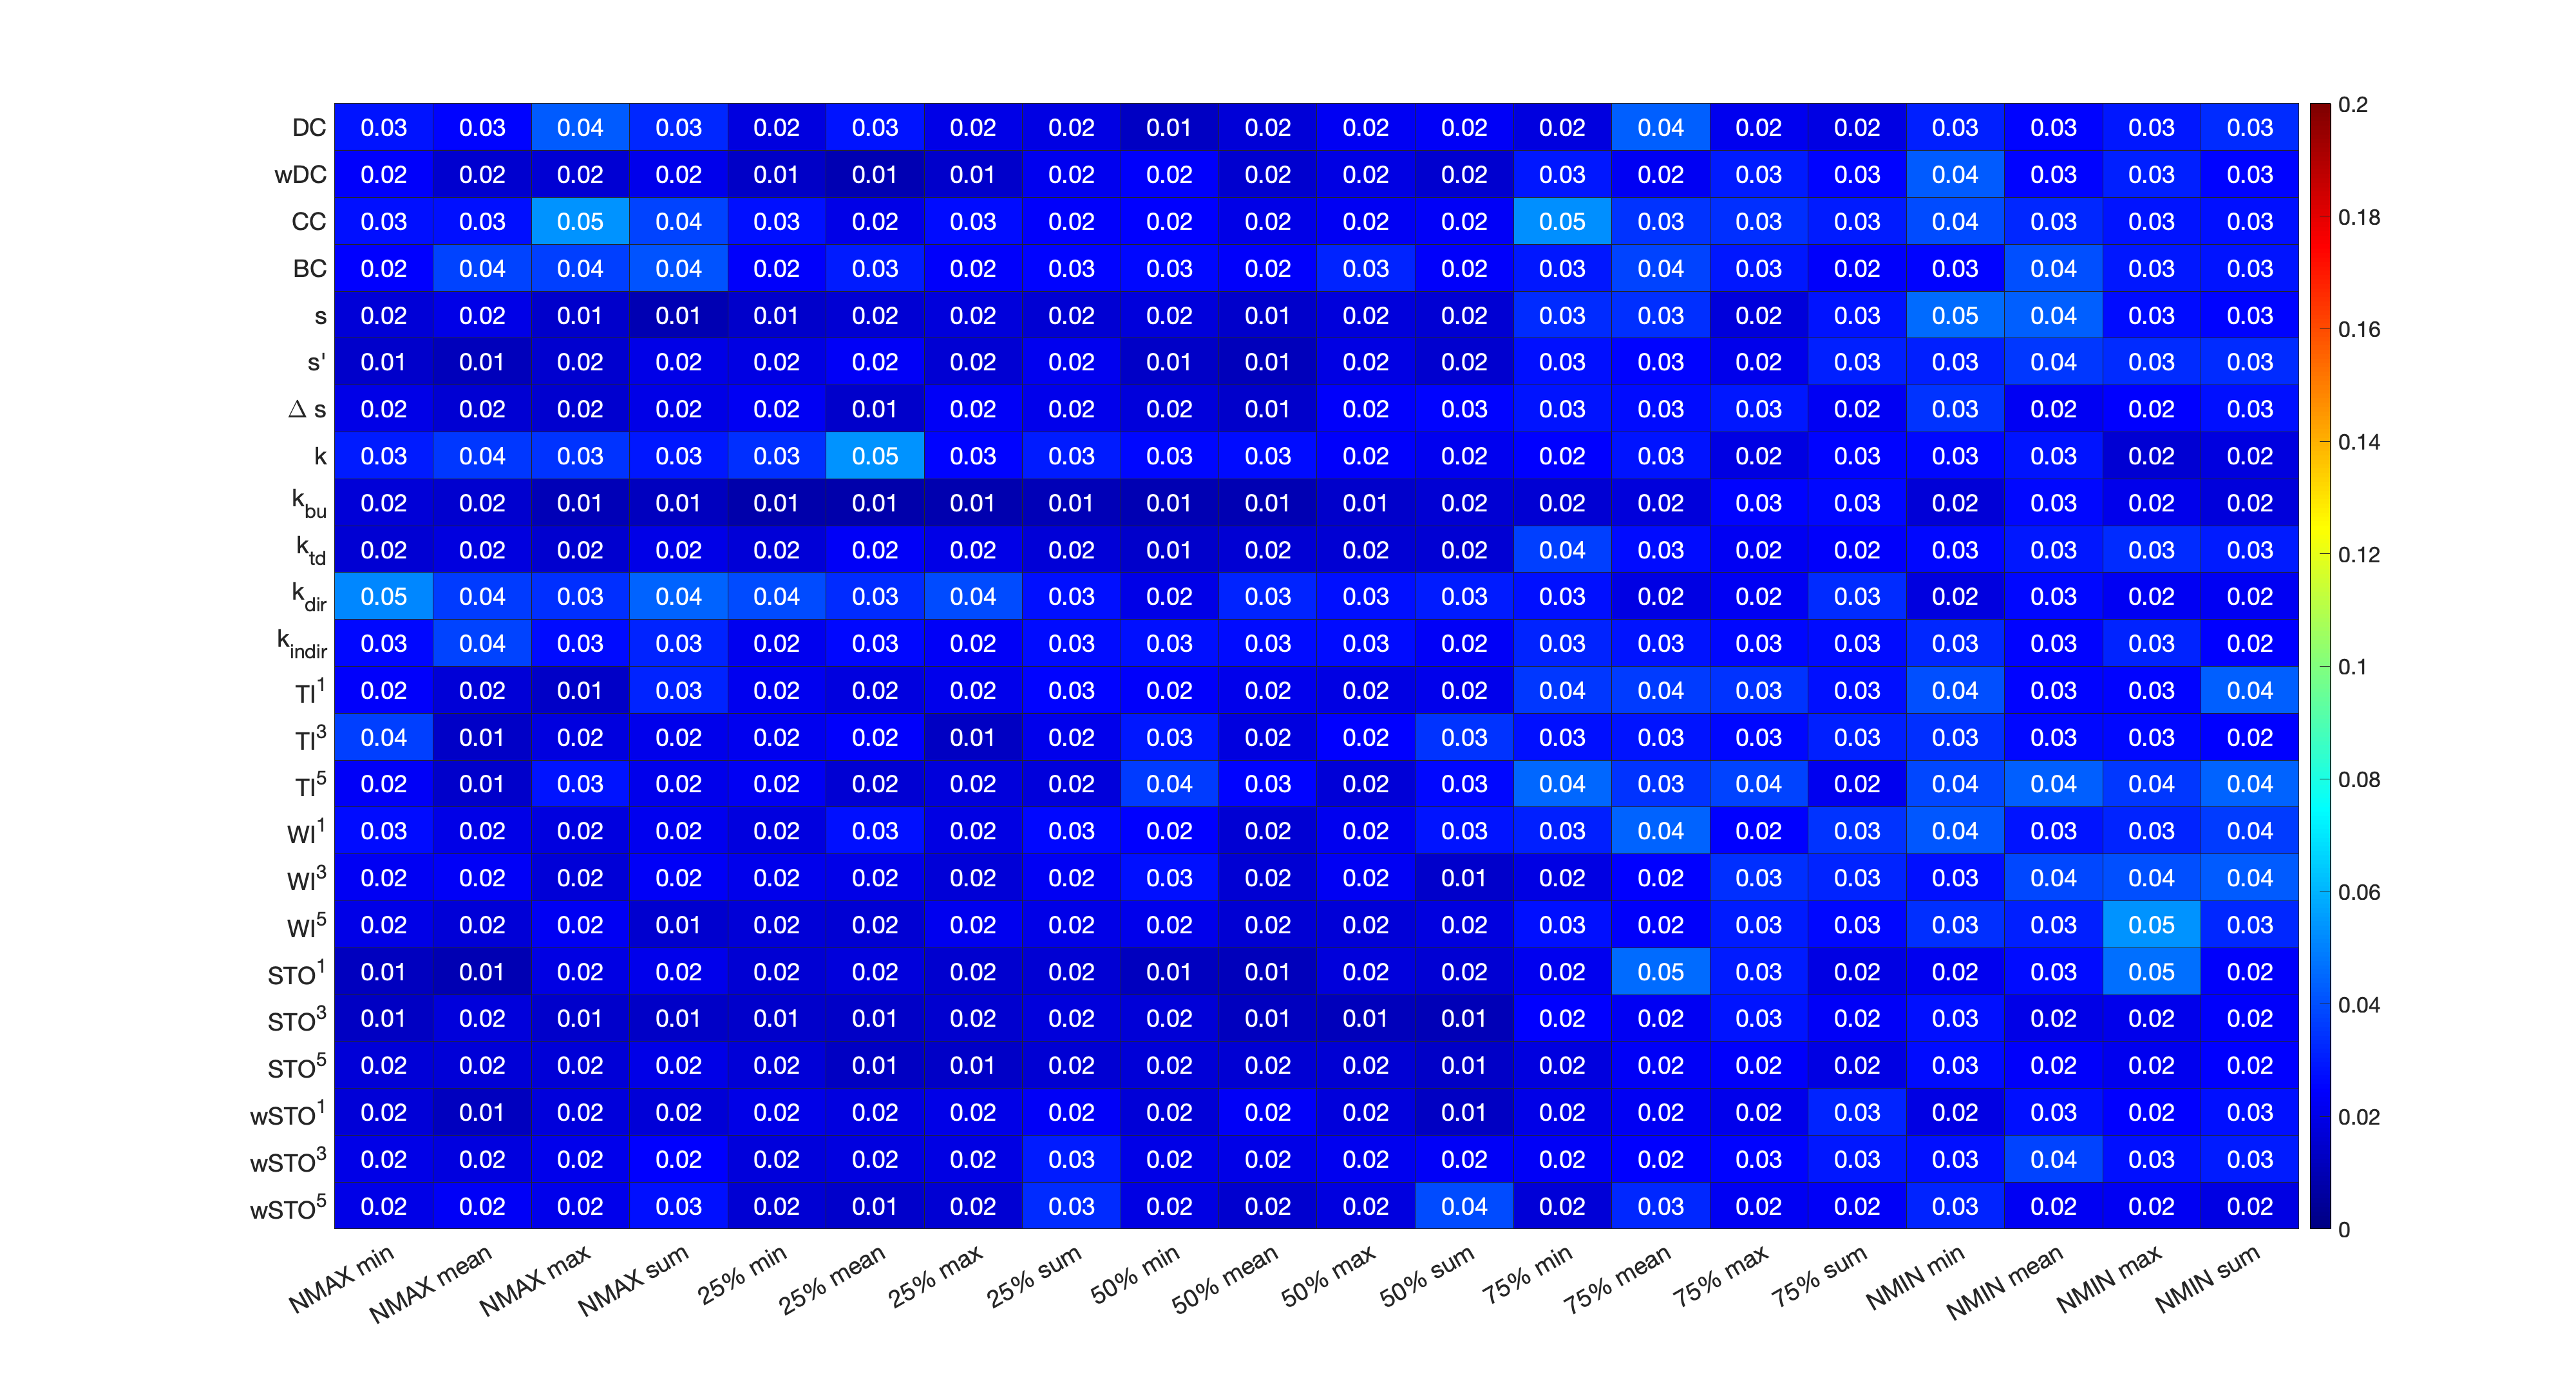 DC 0.03 0.03 0.04 0.03 0.02 0.03 0.02 0.02 0.01 0.02 0.02 0.02 0.02 0.04 0.02 0.02 0.03 0.03 0.03 0.03
wDC 0.02 0.02 0.02 0.02 0.01 0.01 0.01 0.02 0.02 0.02 0.02 0.02 0.03 0.02 0.03 0.03 0.04 0.03 0.03 0.03
CC 0.03 0.03 0.05 0.04 0.03 0.02 0.03 0.02 0.02 0.02 0.02 0.02 0.05 0.03 0.03 0.03 0.04 0.03 0.03 0.03
BC 0.02 0.04 0.04 0.04 0.02 0.03 0.02 0.03 0.03 0.02 0.03 0.02 0.03 0.04 0.03 0.02 0.03 0.04 0.03 0.03
s 0.02 0.02 0.01 0.01 0.01 0.02 0.02 0.02 0.02 0.01 0.02 0.02 0.03 0.03 0.02 0.03 0.05 0.04 0.03 0.03
s' 0.01 0.01 0.02 0.02 0.02 0.02 0.02 0.02 0.01 0.01 0.02 0.02 0.03 0.03 0.02 0.03 0.03 0.04 0.03 0.03
Δ s 0.02 0.02 0.02 0.02 0.02 0.01 0.02 0.02 0.02 0.01 0.02 0.03 0.03 0.03 0.03 0.02 0.03 0.02 0.02 0.03
k 0.03 0.04 0.03 0.03 0.03 0.05 0.03 0.03 0.03 0.03 0.02 0.02 0.02 0.03 0.02 0.03 0.03 0.03 0.02 0.02
k_bu 0.02 0.02 0.01 0.01 0.01 0.01 0.01 0.01 0.01 0.01 0.01 0.02 0.02 0.02 0.03 0.03 0.02 0.03 0.02 0.02
k_td 0.02 0.02 0.02 0.02 0.02 0.02 0.02 0.02 0.01 0.02 0.02 0.02 0.04 0.03 0.02 0.02 0.03 0.03 0.03 0.03
k_dir 0.05 0.04 0.03 0.04 0.04 0.03 0.04 0.03 0.02 0.03 0.03 0.03 0.03 0.02 0.02 0.03 0.02 0.03 0.02 0.02
k_indir 0.03 0.04 0.03 0.03 0.02 0.03 0.02 0.03 0.03 0.03 0.03 0.02 0.03 0.03 0.03 0.03 0.03 0.03 0.03 0.02
TI^1 0.02 0.02 0.01 0.03 0.02 0.02 0.02 0.03 0.02 0.02 0.02 0.02 0.04 0.04 0.03 0.03 0.04 0.03 0.03 0.04
TI^3 0.04 0.01 0.02 0.02 0.02 0.02 0.01 0.02 0.03 0.02 0.02 0.03 0.03 0.03 0.03 0.03 0.03 0.03 0.03 0.02
TI^5 0.02 0.01 0.03 0.02 0.02 0.02 0.02 0.02 0.04 0.03 0.02 0.03 0.04 0.03 0.04 0.02 0.04 0.04 0.04 0.04
WI^1 0.03 0.02 0.02 0.02 0.02 0.03 0.02 0.03 0.02 0.02 0.02 0.03 0.03 0.04 0.02 0.03 0.04 0.03 0.03 0.04
WI^3 0.02 0.02 0.02 0.02 0.02 0.02 0.02 0.02 0.03 0.02 0.02 0.01 0.02 0.02 0.03 0.03 0.03 0.04 0.04 0.04
WI^5 0.02 0.02 0.02 0.01 0.02 0.02 0.02 0.02 0.02 0.02 0.02 0.02 0.03 0.02 0.03 0.03 0.03 0.03 0.05 0.03
STO^1 0.01 0.01 0.02 0.02 0.02 0.02 0.02 0.02 0.01 0.01 0.02 0.02 0.02 0.05 0.03 0.02 0.02 0.03 0.05 0.02
STO^3 0.01 0.02 0.01 0.01 0.01 0.01 0.02 0.02 0.02 0.01 0.01 0.01 0.02 0.02 0.03 0.02 0.03 0.02 0.02 0.02
STO^5 0.02 0.02 0.02 0.02 0.02 0.01 0.01 0.02 0.02 0.02 0.02 0.01 0.02 0.02 0.02 0.02 0.03 0.02 0.02 0.02
wSTO^1 0.02 0.01 0.02 0.02 0.02 0.02 0.02 0.02 0.02 0.02 0.02 0.01 0.02 0.02 0.02 0.03 0.02 0.03 0.02 0.03
wSTO^3 0.02 0.02 0.02 0.02 0.02 0.02 0.02 0.03 0.02 0.02 0.02 0.02 0.02 0.02 0.03 0.03 0.03 0.04 0.03 0.03
wSTO^5 0.02 0.02 0.02 0.03 0.02 0.01 0.02 0.03 0.02 0.02 0.02 0.04 0.02 0.03 0.02 0.02 0.03 0.02 0.02 0.02
NMAX min
NMAX mean
NMAX max
NMAX sum
25% min
25% mean
25% max
25% sum
50% min
50% mean
50% max
50% sum
75% min
75% mean
75% max
75% sum
NMIN min
NMIN mean
NMIN max
NMIN sum
0.2
0.18
0.16
0.14
0.12
0.1
0.08
0.06
0.04
0.02
0